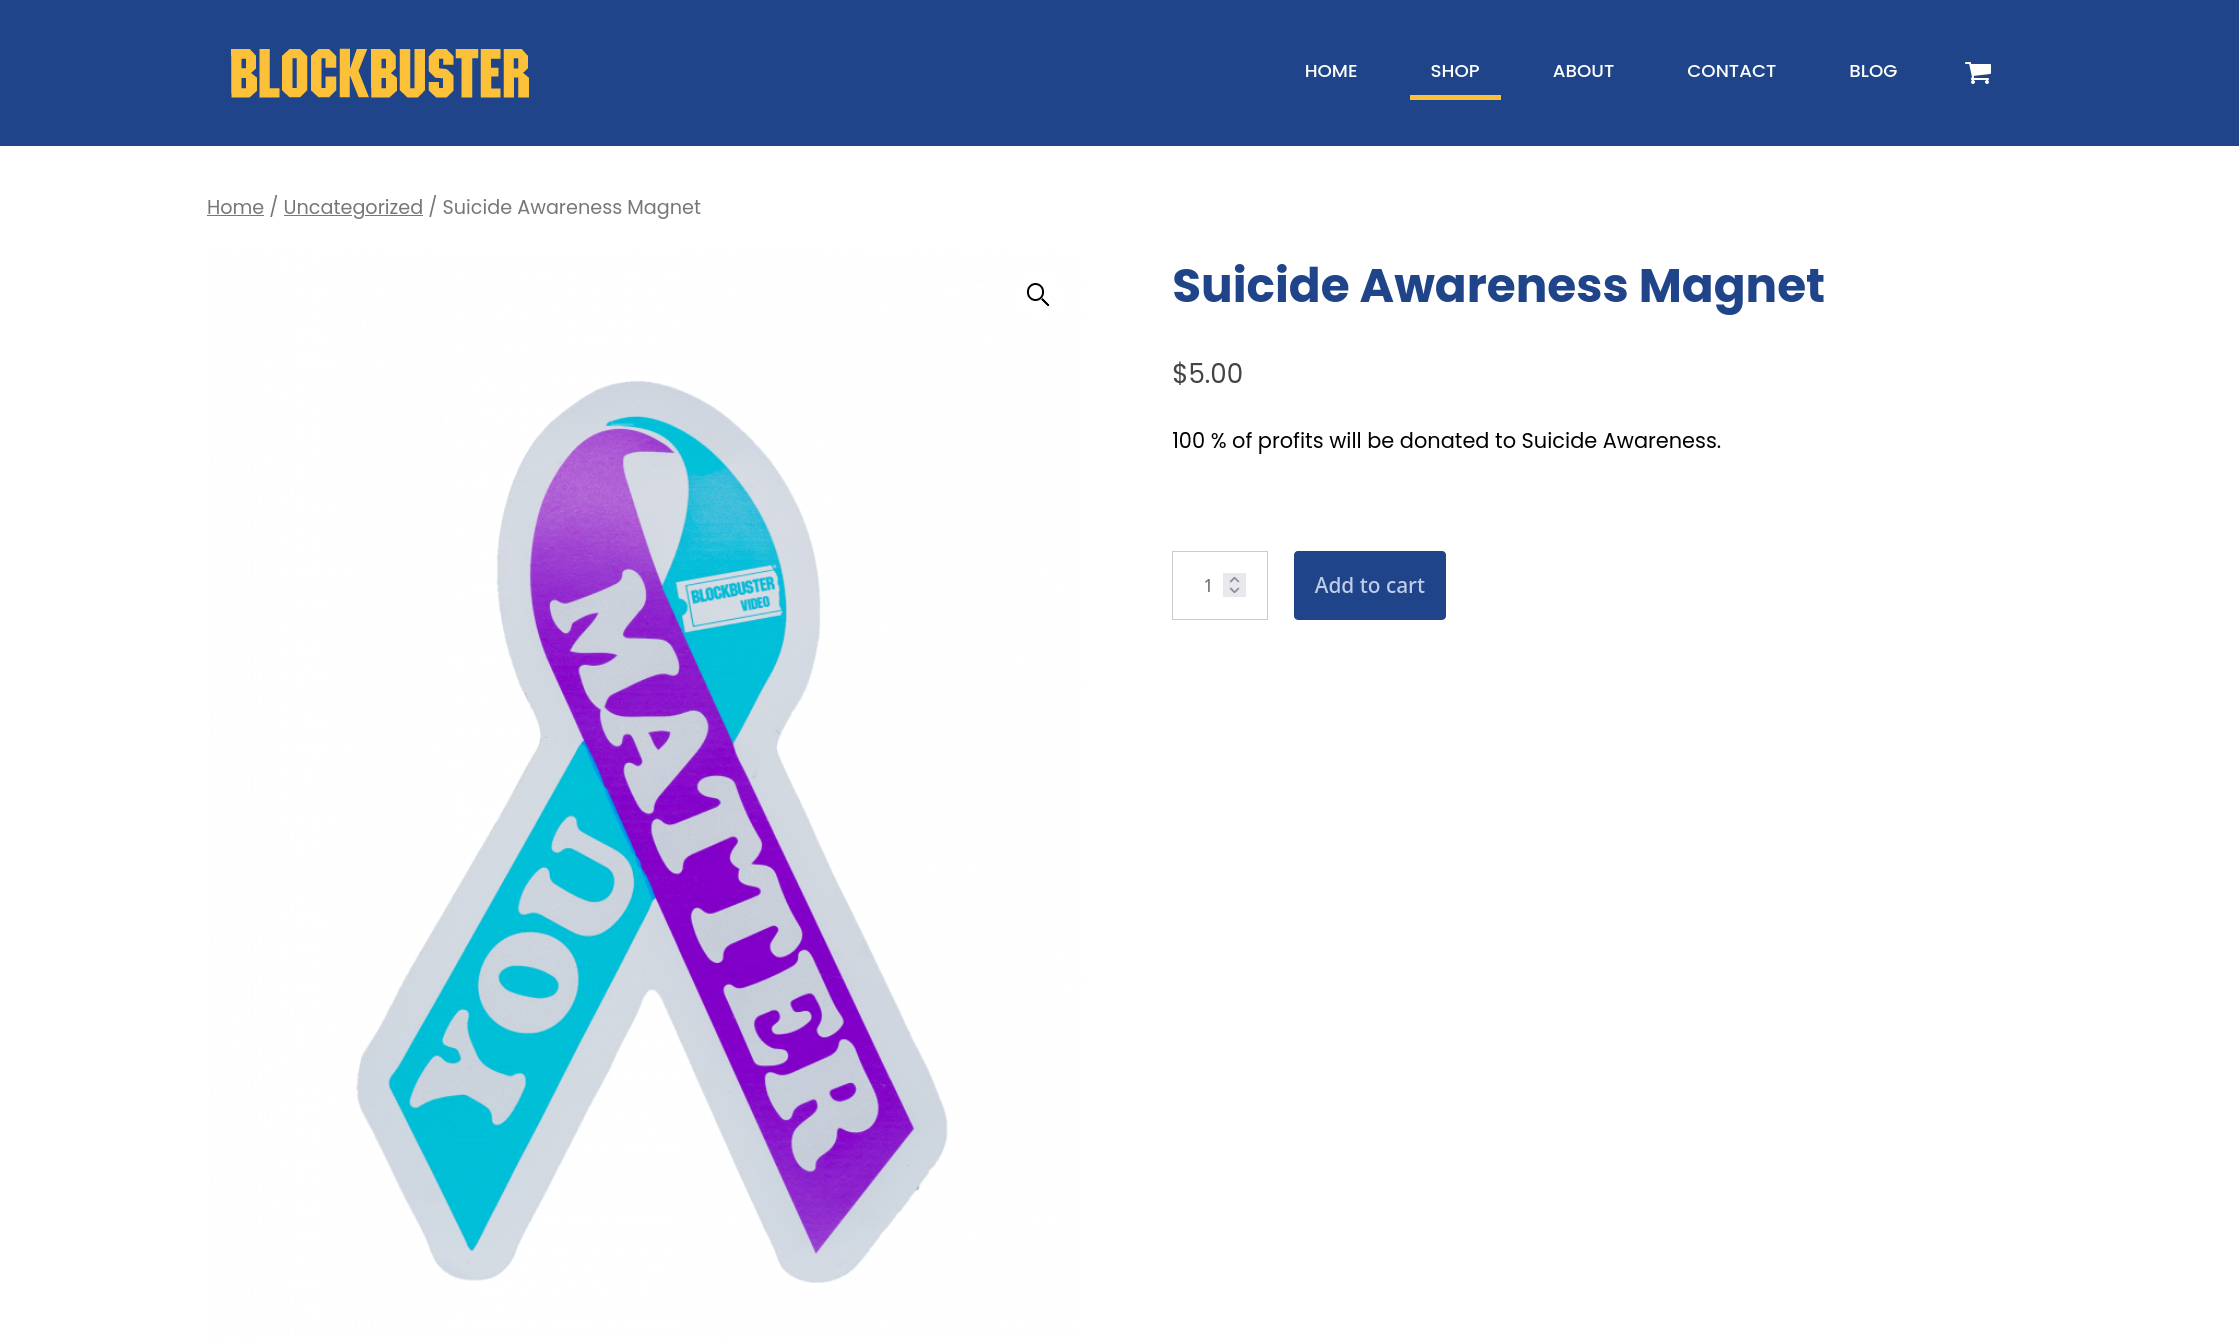 BLOCKBUSTER
HOME
SHOP
ABOUT
CONTACT
BLOG
Home / Uncategorized / Suicide Awareness Magnet
Suicide Awareness Magnet
$5.00
100 % of profits will be donated to Suicide Awareness.
1
Add to cart
BLOCKBUSTER
VIDEO
YOU
MATTER